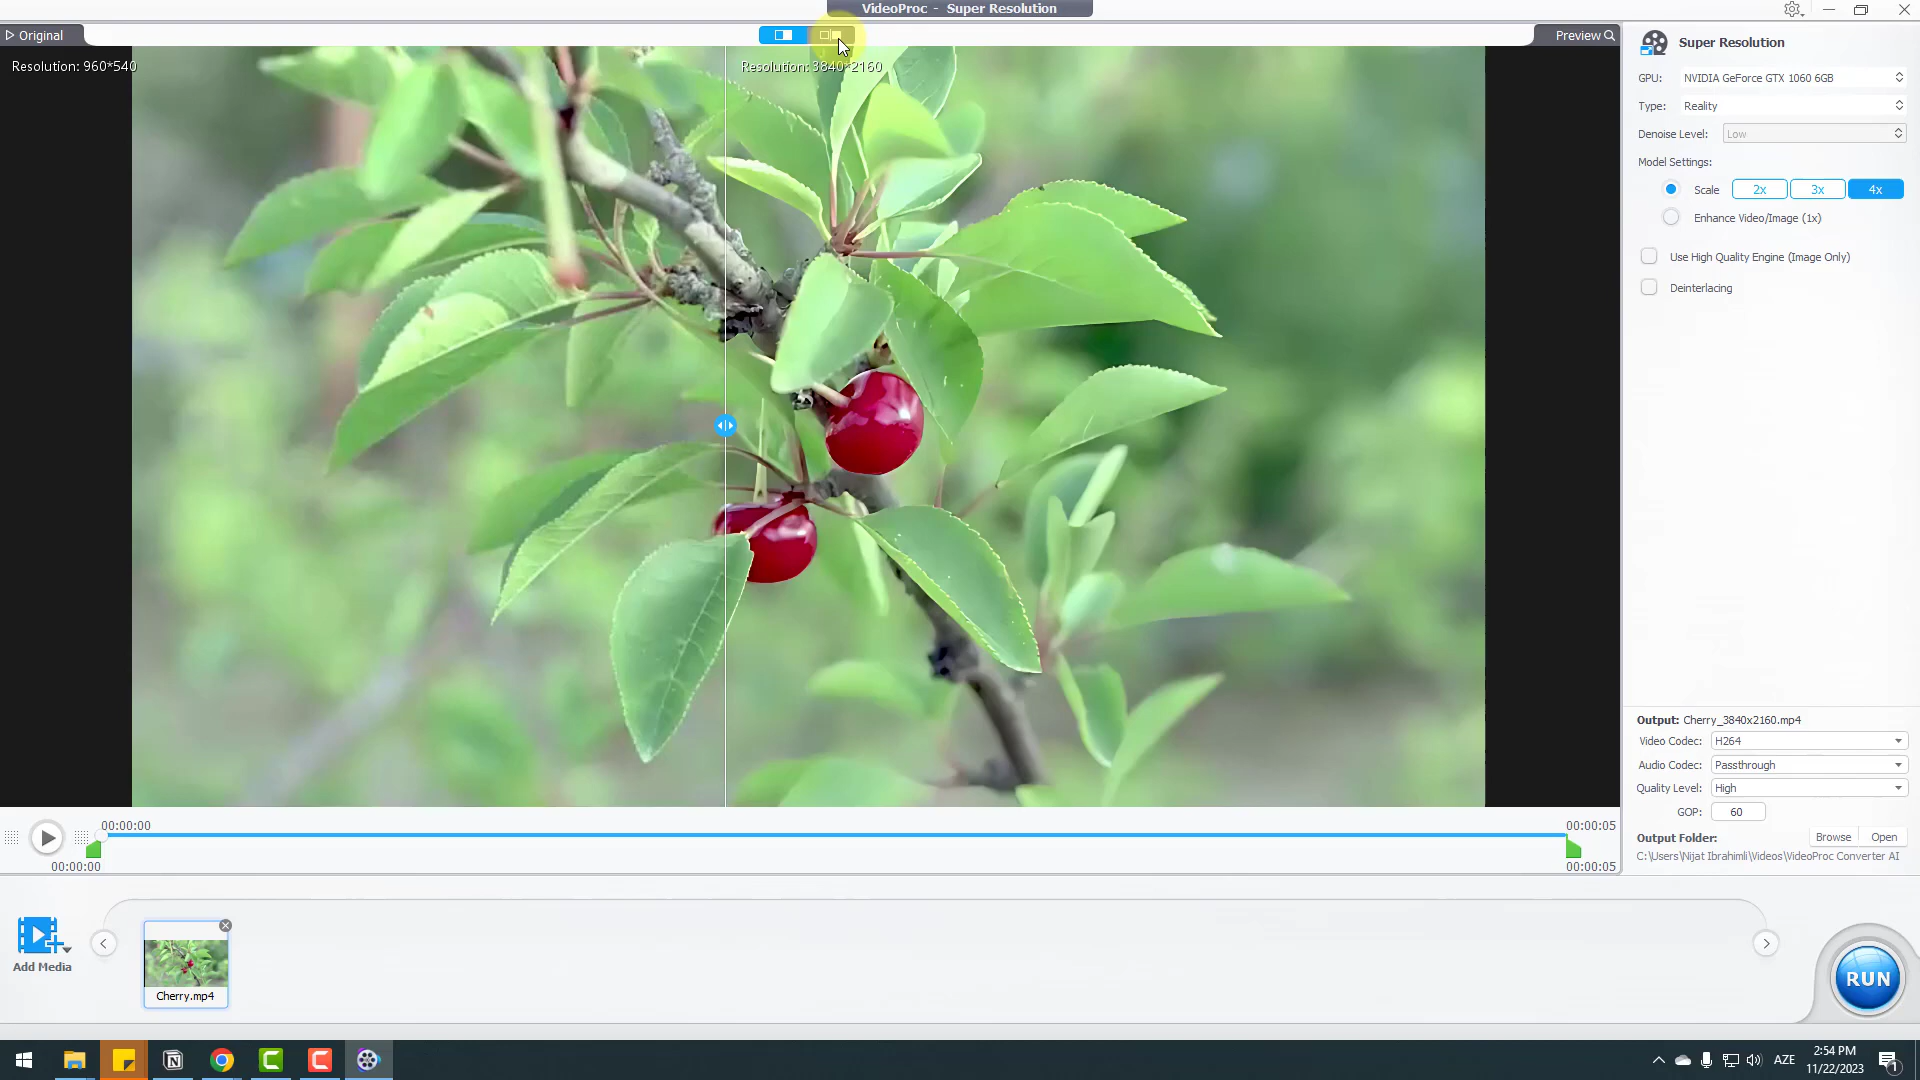 VideoProc - Super Resolution
Original
Preview
Resolution: 960*540
Resolution: 3840*2160
Super Resolution
GPU: NVIDIA GeForce GTX 1060 6GB
Type: Reality
Denoise Level: Low
Model Settings:
Scale 2x 3x 4x
Enhance Video/Image (1x)
Use High Quality Engine (Image Only)
Deinterlacing
Output: Cherry_3840x2160.mp4
Video Codec: H264
Audio Codec: Passthrough
Quality Level: High
GOP: 60
Output Folder: Browse Open
C:\Users\Nijat Ibrahimli\Videos\VideoProc Converter AI
00:00:00
00:00:05
00:00:00
00:00:05
Add Media
Cherry.mp4
RUN
AZE
2:54 PM
11/22/2023
1